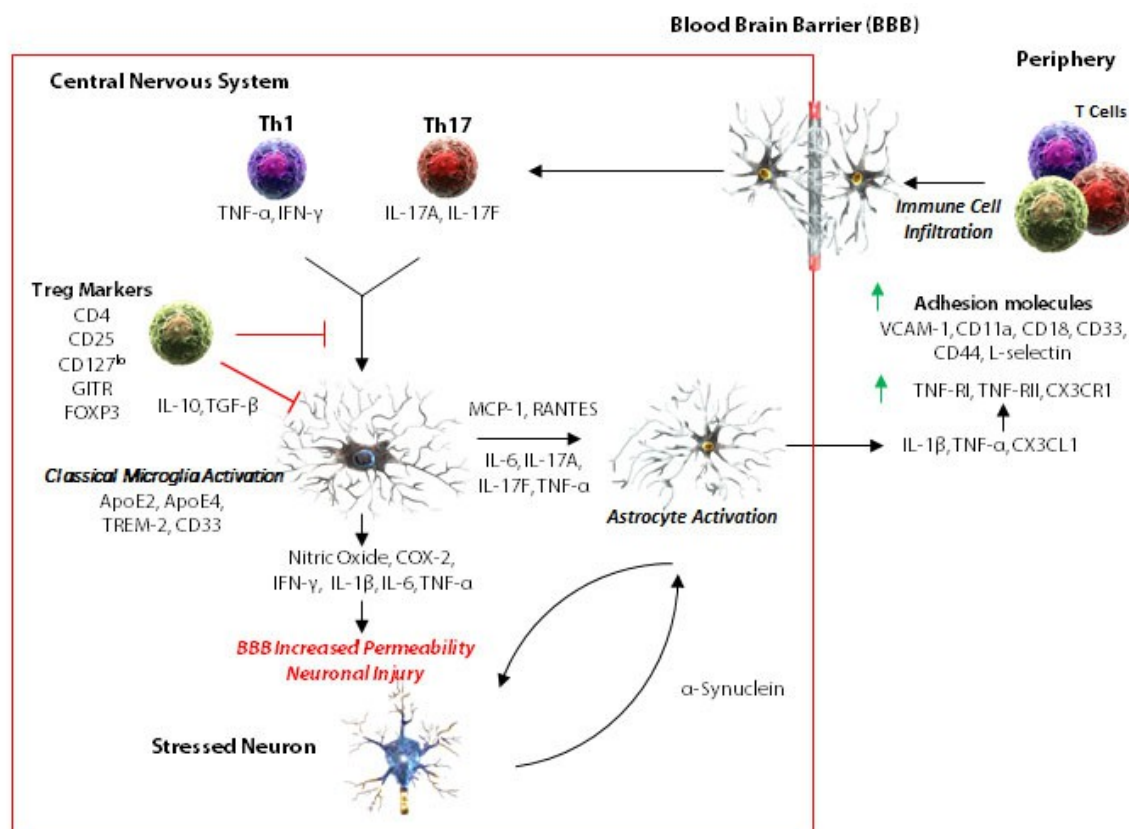 Blood Brain Barrier (BBB)
Periphery
Central Nervous System
T Cells
Th1
Th17
TNF-α, IFN-γ
IL-17A, IL-17F
Immune Cell
Infiltration
Treg Markers
CD4
CD25
CD127lo
GITR
FOXP3
IL-10, TGF-β
Adhesion molecules
VCAM-1, CD11a, CD18, CD33,
CD44, L-selectin
TNF-RI, TNF-RII, CX3CR1
IL-1β, TNF-α, CX3CL1
MCP-1, RANTES
IL-6, IL-17A,
IL-17F, TNF-α
Classical Microglia Activation
ApoE2, ApoE4,
TREM-2, CD33
Astrocyte Activation
Nitric Oxide, COX-2,
IFN-γ, IL-1β, IL-6, TNF-α
BBB Increased Permeability
Neuronal Injury
α-Synuclein
Stressed Neuron